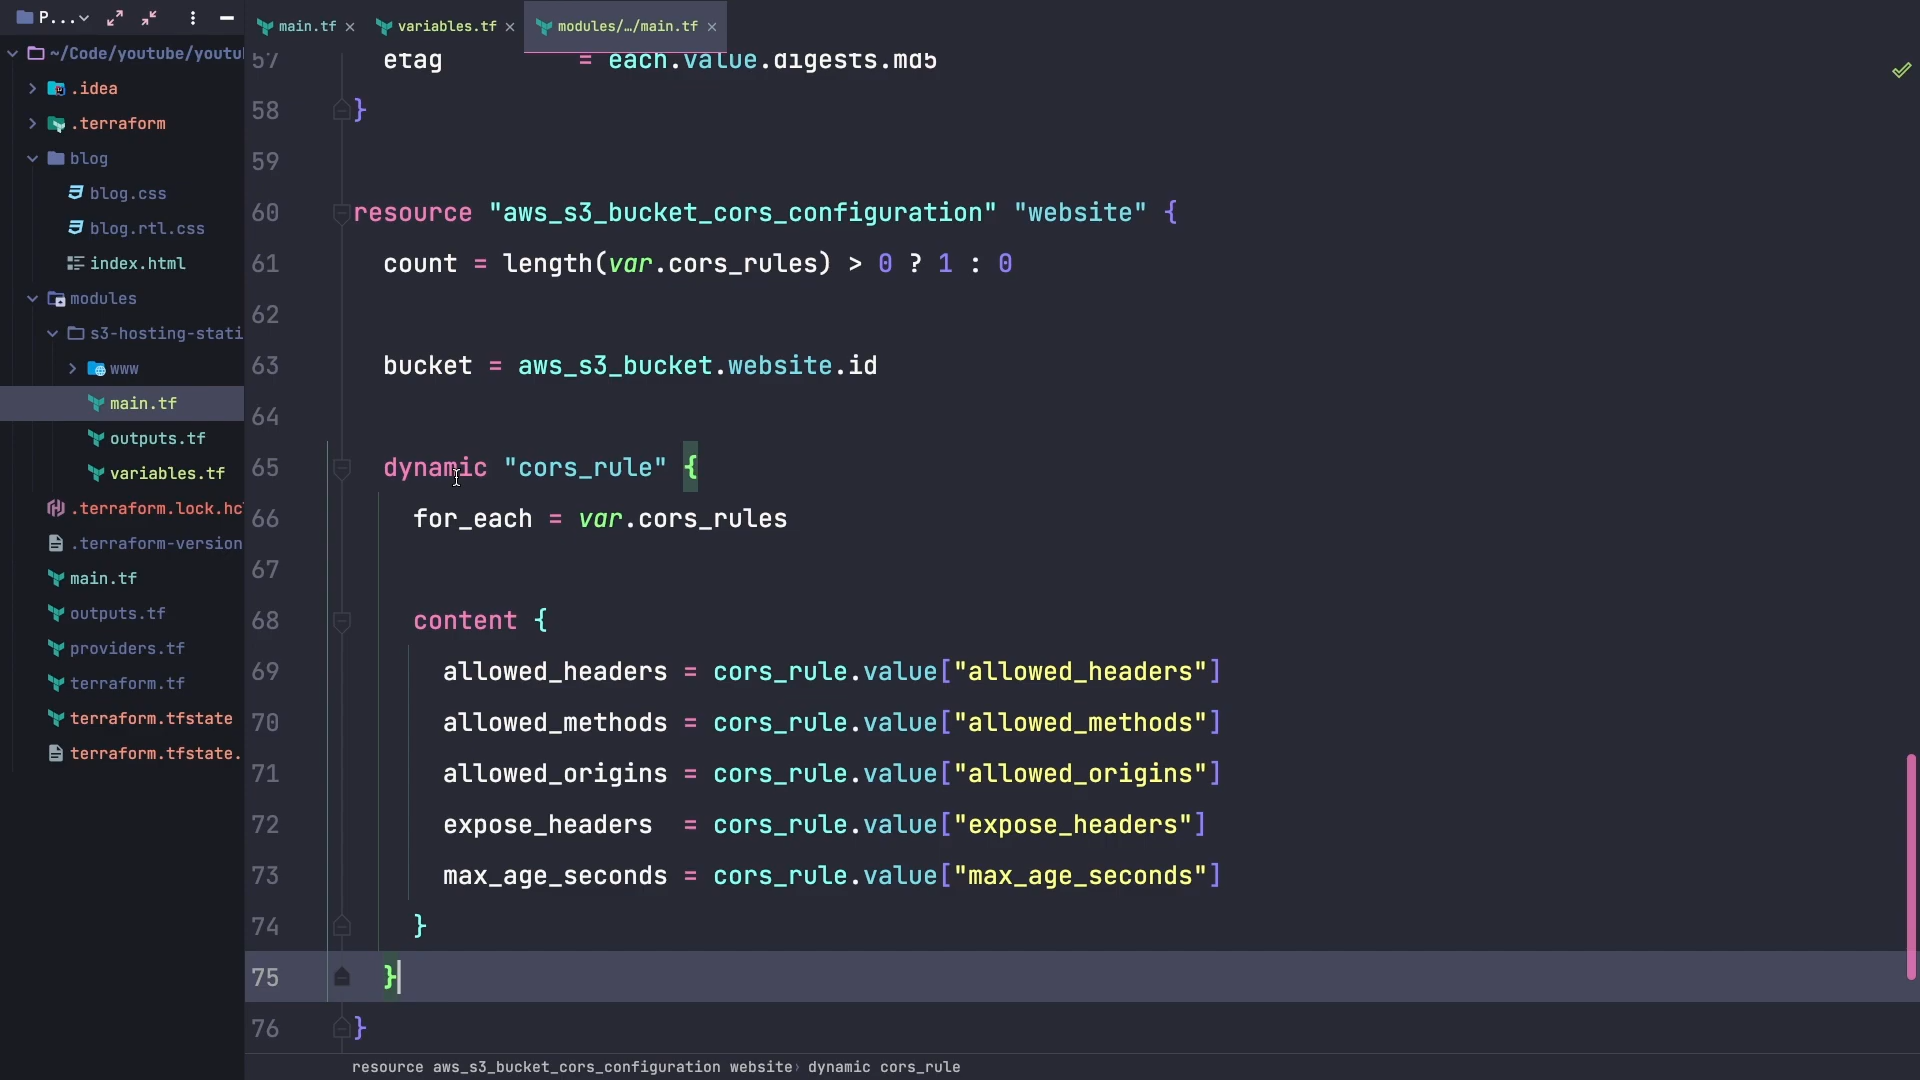 P...
main.tf
variables.tf
modules/…/main.tf
~/Code/youtube/youtu
.idea
.terraform
blog
blog.css
blog.rtl.css
index.html
modules
s3-hosting-stati
www
main.tf
outputs.tf
variables.tf
.terraform.lock.hc
.terraform-version
main.tf
outputs.tf
providers.tf
terraform.tf
terraform.tfstate
terraform.tfstate.
57 etag = each.value.digests.md5
58 }
59
60 resource "aws_s3_bucket_cors_configuration" "website" {
61 count = length(var.cors_rules) > 0 ? 1 : 0
62
63 bucket = aws_s3_bucket.website.id
64
65 dynamic "cors_rule" {
66 for_each = var.cors_rules
67
68 content {
69 allowed_headers = cors_rule.value["allowed_headers"]
70 allowed_methods = cors_rule.value["allowed_methods"]
71 allowed_origins = cors_rule.value["allowed_origins"]
72 expose_headers = cors_rule.value["expose_headers"]
73 max_age_seconds = cors_rule.value["max_age_seconds"]
74 }
75 }
76 }
resource aws_s3_bucket_cors_configuration website › dynamic cors_rule